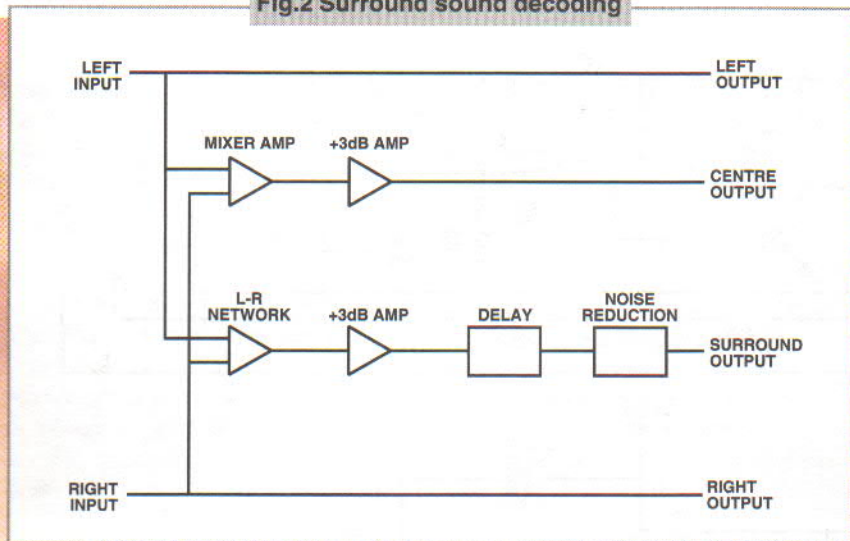 Fig.2 Surround sound decoding
LEFT
INPUT
LEFT
OUTPUT
MIXER AMP
+3dB AMP
CENTRE
OUTPUT
L-R
NETWORK
+3dB AMP
DELAY
NOISE
REDUCTION
SURROUND
OUTPUT
RIGHT
INPUT
RIGHT
OUTPUT